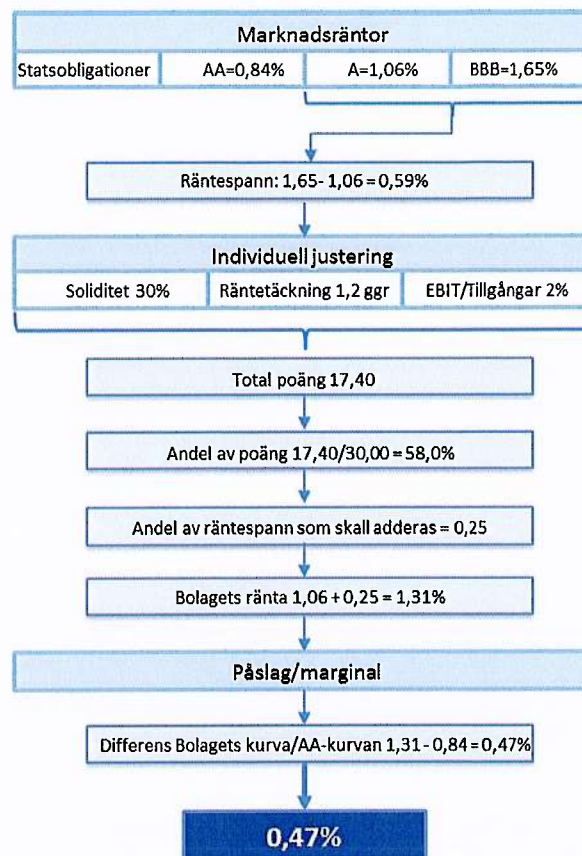 Marknadsräntor
Statsobligationer AA=0,84% A=1,06% BBB=1,65%
Räntespann: 1,65- 1,06 = 0,59%
Individuell justering
Soliditet 30% Räntetäckning 1,2 ggr EBIT/Tillgångar 2%
Total poäng 17,40
Andel av poäng 17,40/30,00 = 58,0%
Andel av räntespann som skall adderas = 0,25
Bolagets ränta 1,06 + 0,25 = 1,31%
Påslag/marginal
Differens Bolagets kurva/AA-kurvan 1,31 - 0,84 = 0,47%
0,47%